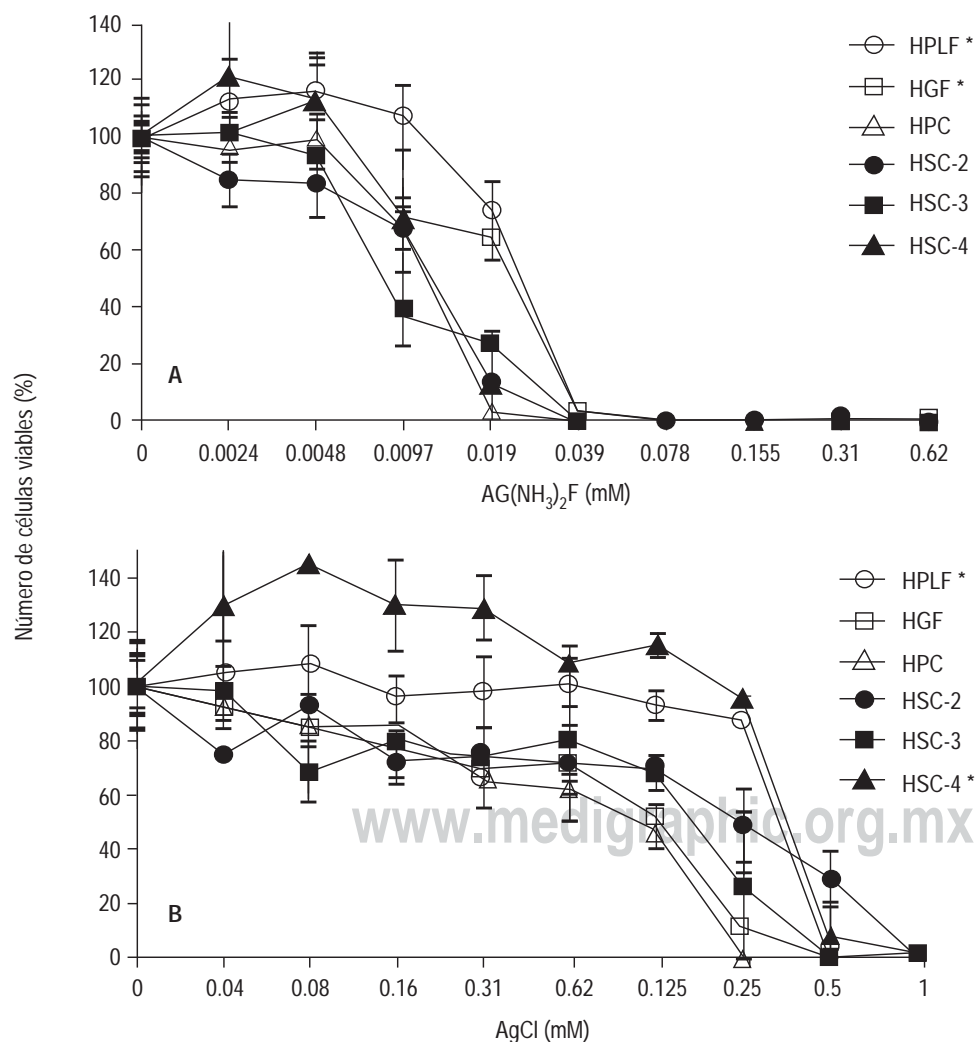 Número de células viables (%)
140
120
100
80
60
40
20
0
A
0 0.0024 0.0048 0.0097 0.019 0.039 0.078 0.155 0.31 0.62
AG(NH₃)₂F (mM)
HPLF *
HGF *
HPC
HSC-2
HSC-3
HSC-4
140
120
100
80
60
40
20
0
B
0 0.04 0.08 0.16 0.31 0.62 0.125 0.25 0.5 1
AgCl (mM)
HPLF *
HGF
HPC
HSC-2
HSC-3
HSC-4 *
www.medigraphic.org.mx